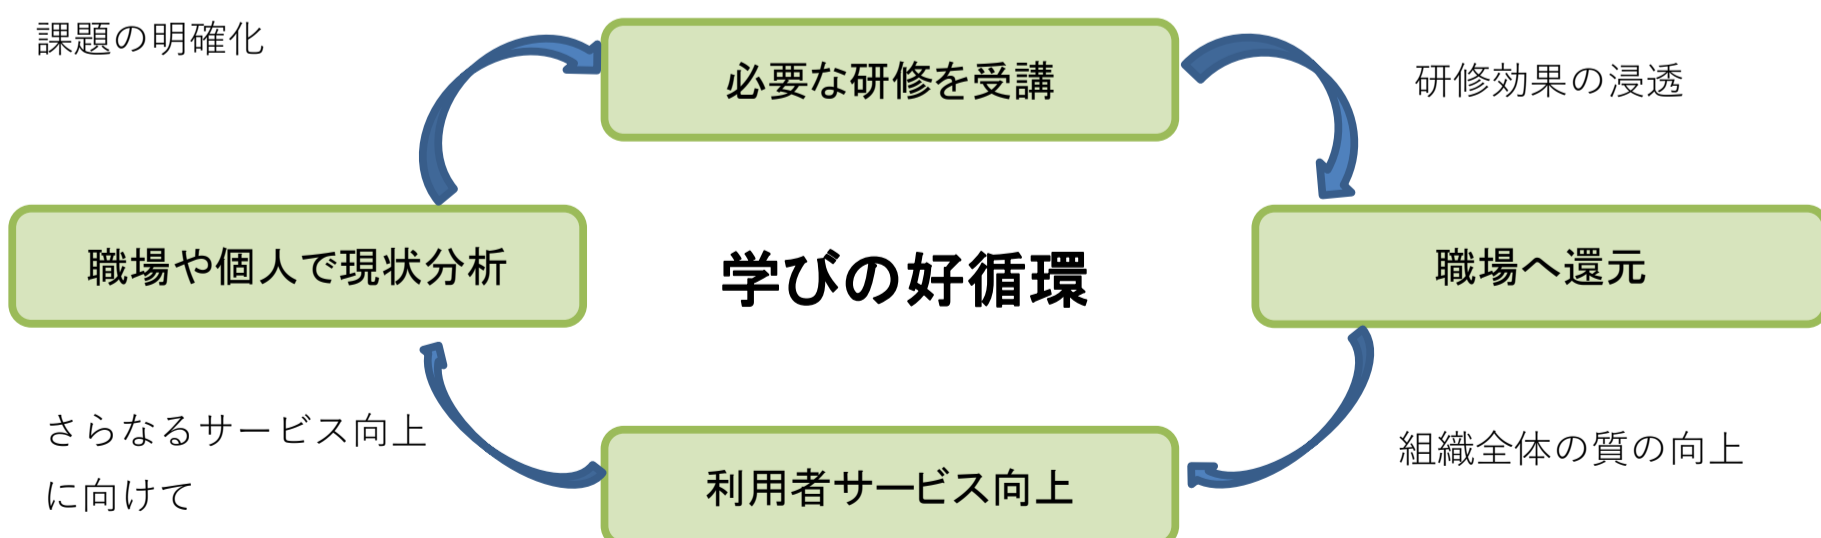 課題の明確化
必要な研修を受講
研修効果の浸透
職場や個人で現状分析
学びの好循環
職場へ還元
さらなるサービス向上
に向けて
利用者サービス向上
組織全体の質の向上